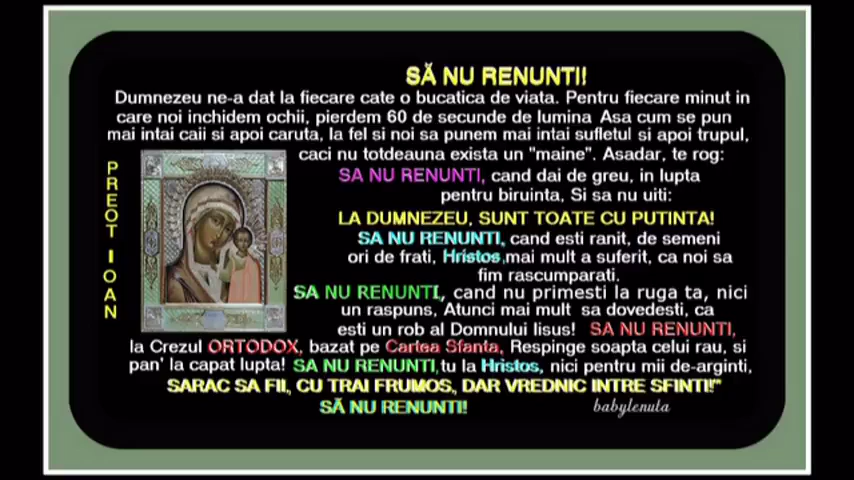 SĂ NU RENUNTI!
Dumnezeu ne-a dat la fiecare cate o bucatica de viata. Pentru fiecare minut in
care noi inchidem ochii, pierdem 60 de secunde de lumina Asa cum se pun
mai intai caii si apoi caruta, la fel si noi sa punem mai intai sufletul si apoi trupul,
caci nu totdeauna exista un "maine". Asadar, te rog:
SA NU RENUNTI, cand dai de greu, in lupta
pentru biruinta, Si sa nu uiti:
LA DUMNEZEU, SUNT TOATE CU PUTINTA!
SA NU RENUNTI, cand esti ranit, de semeni
ori de frati, Hristos,mai mult a suferit, ca noi sa
fim rascumparati.
SA NU RENUNTI, cand nu primesti la ruga ta, nici
un raspuns, Atunci mai mult sa dovedesti, ca
esti un rob al Domnului Iisus! SA NU RENUNTI,
la Crezul ORTODOX, bazat pe Cartea Sfanta, Respinge soapta celui rau, si
pan' la capat lupta! SA NU RENUNTI,tu la Hristos, nici pentru mii de-arginti,
SARAC SA FII,, CU TRAI FRUMOS,, DAR VREDNIC INTRE SFINTI!"
SĂ NU RENUNTI!
babylenuta
PREOT IOAN